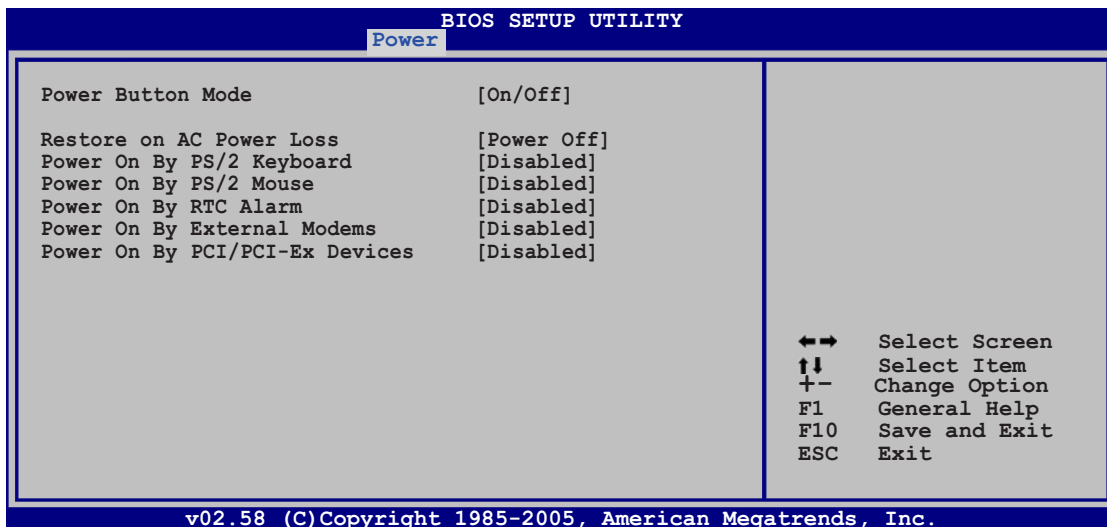 BIOS SETUP UTILITY
Power
Power Button Mode [On/Off]
Restore on AC Power Loss [Power Off]
Power On By PS/2 Keyboard [Disabled]
Power On By PS/2 Mouse [Disabled]
Power On By RTC Alarm [Disabled]
Power On By External Modems [Disabled]
Power On By PCI/PCI-Ex Devices [Disabled]
←→ Select Screen
↑↓ Select Item
+- Change Option
F1 General Help
F10 Save and Exit
ESC Exit
v02.58 (C)Copyright 1985-2005, American Megatrends, Inc.